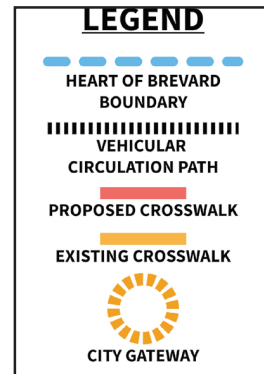 LEGEND
HEART OF BREVARD
BOUNDARY
VEHICULAR
CIRCULATION PATH
PROPOSED CROSSWALK
EXISTING CROSSWALK
CITY GATEWAY